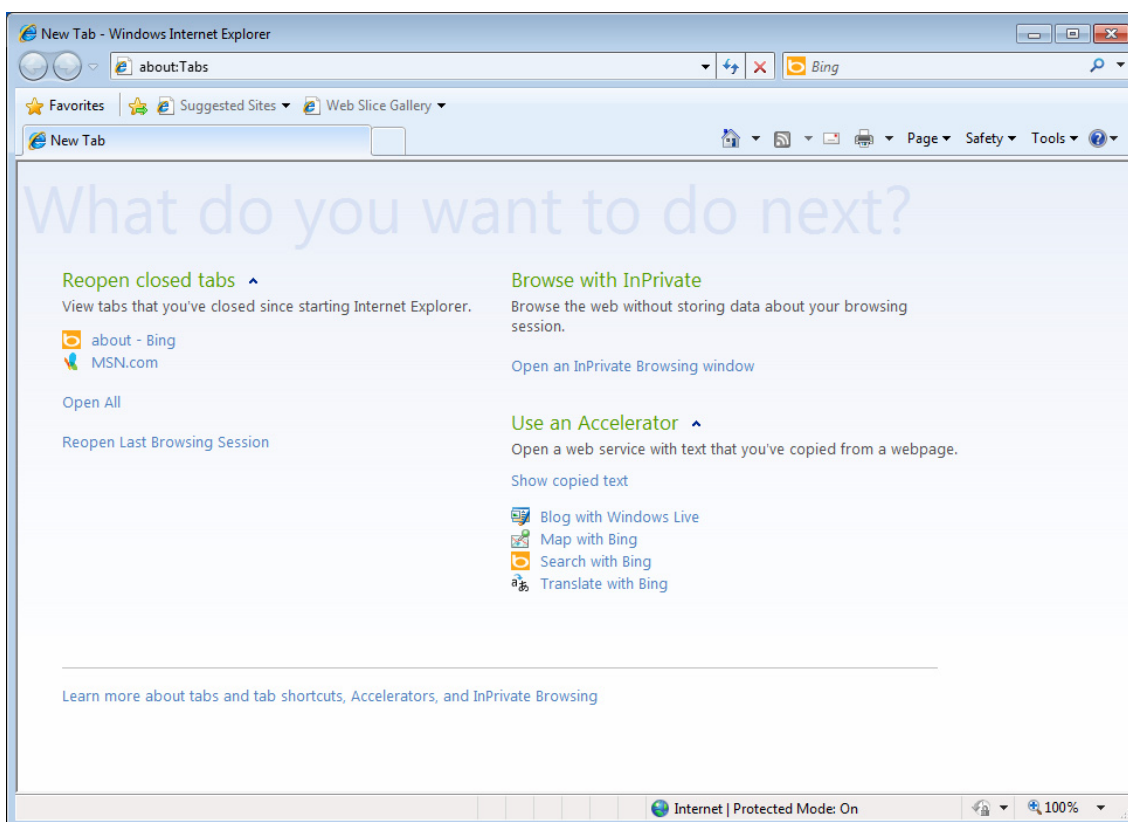 New Tab - Windows Internet Explorer
about:Tabs
Bing
Favorites
Suggested Sites
Web Slice Gallery
New Tab
Page
Safety
Tools
What do you want to do next?
Reopen closed tabs
View tabs that you've closed since starting Internet Explorer.
about - Bing
MSN.com
Open All
Reopen Last Browsing Session
Browse with InPrivate
Browse the web without storing data about your browsing
session.
Open an InPrivate Browsing window
Use an Accelerator
Open a web service with text that you've copied from a webpage.
Show copied text
Blog with Windows Live
Map with Bing
Search with Bing
Translate with Bing
Learn more about tabs and tab shortcuts, Accelerators, and InPrivate Browsing
Internet | Protected Mode: On
100%